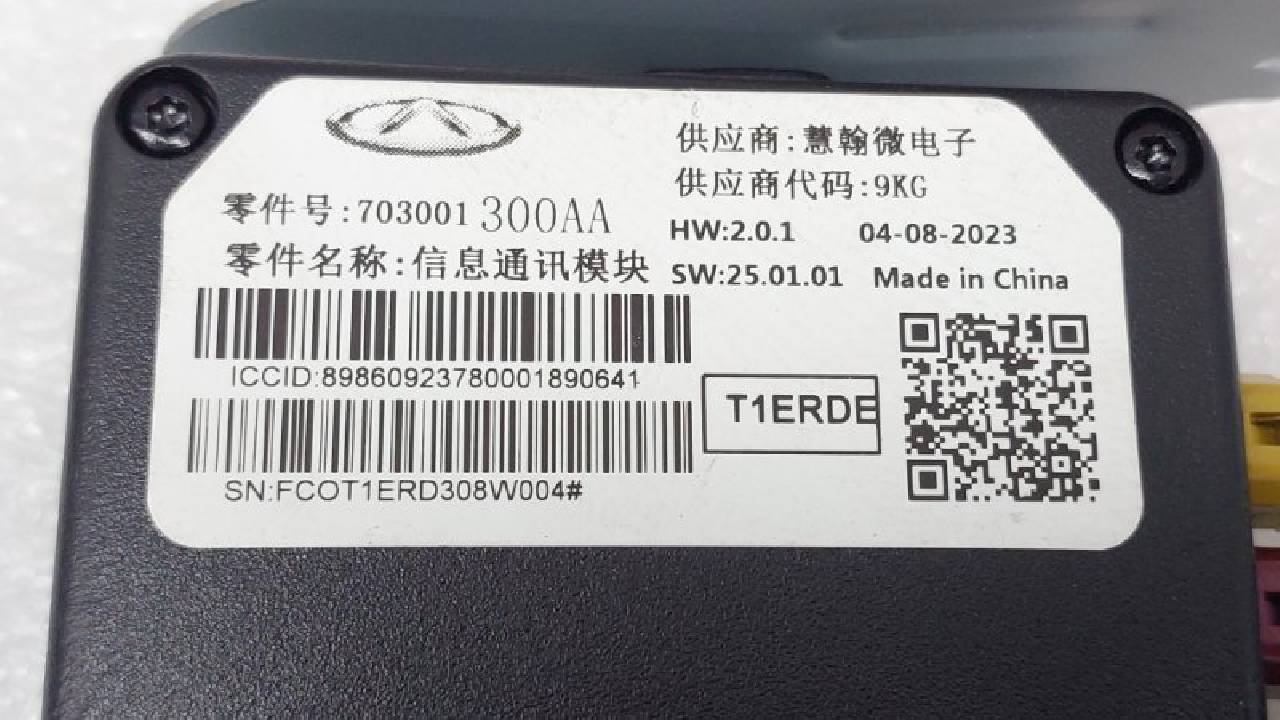 供应商:慧翰微电子
供应商代码:9KG
零件号:703001300AA
HW:2.0.1 04-08-2023
零件名称:信息通讯模块
SW:25.01.01 Made in China
ICCID:89860923780001890641
T1ERDE
SN:FCOT1ERD308W004#